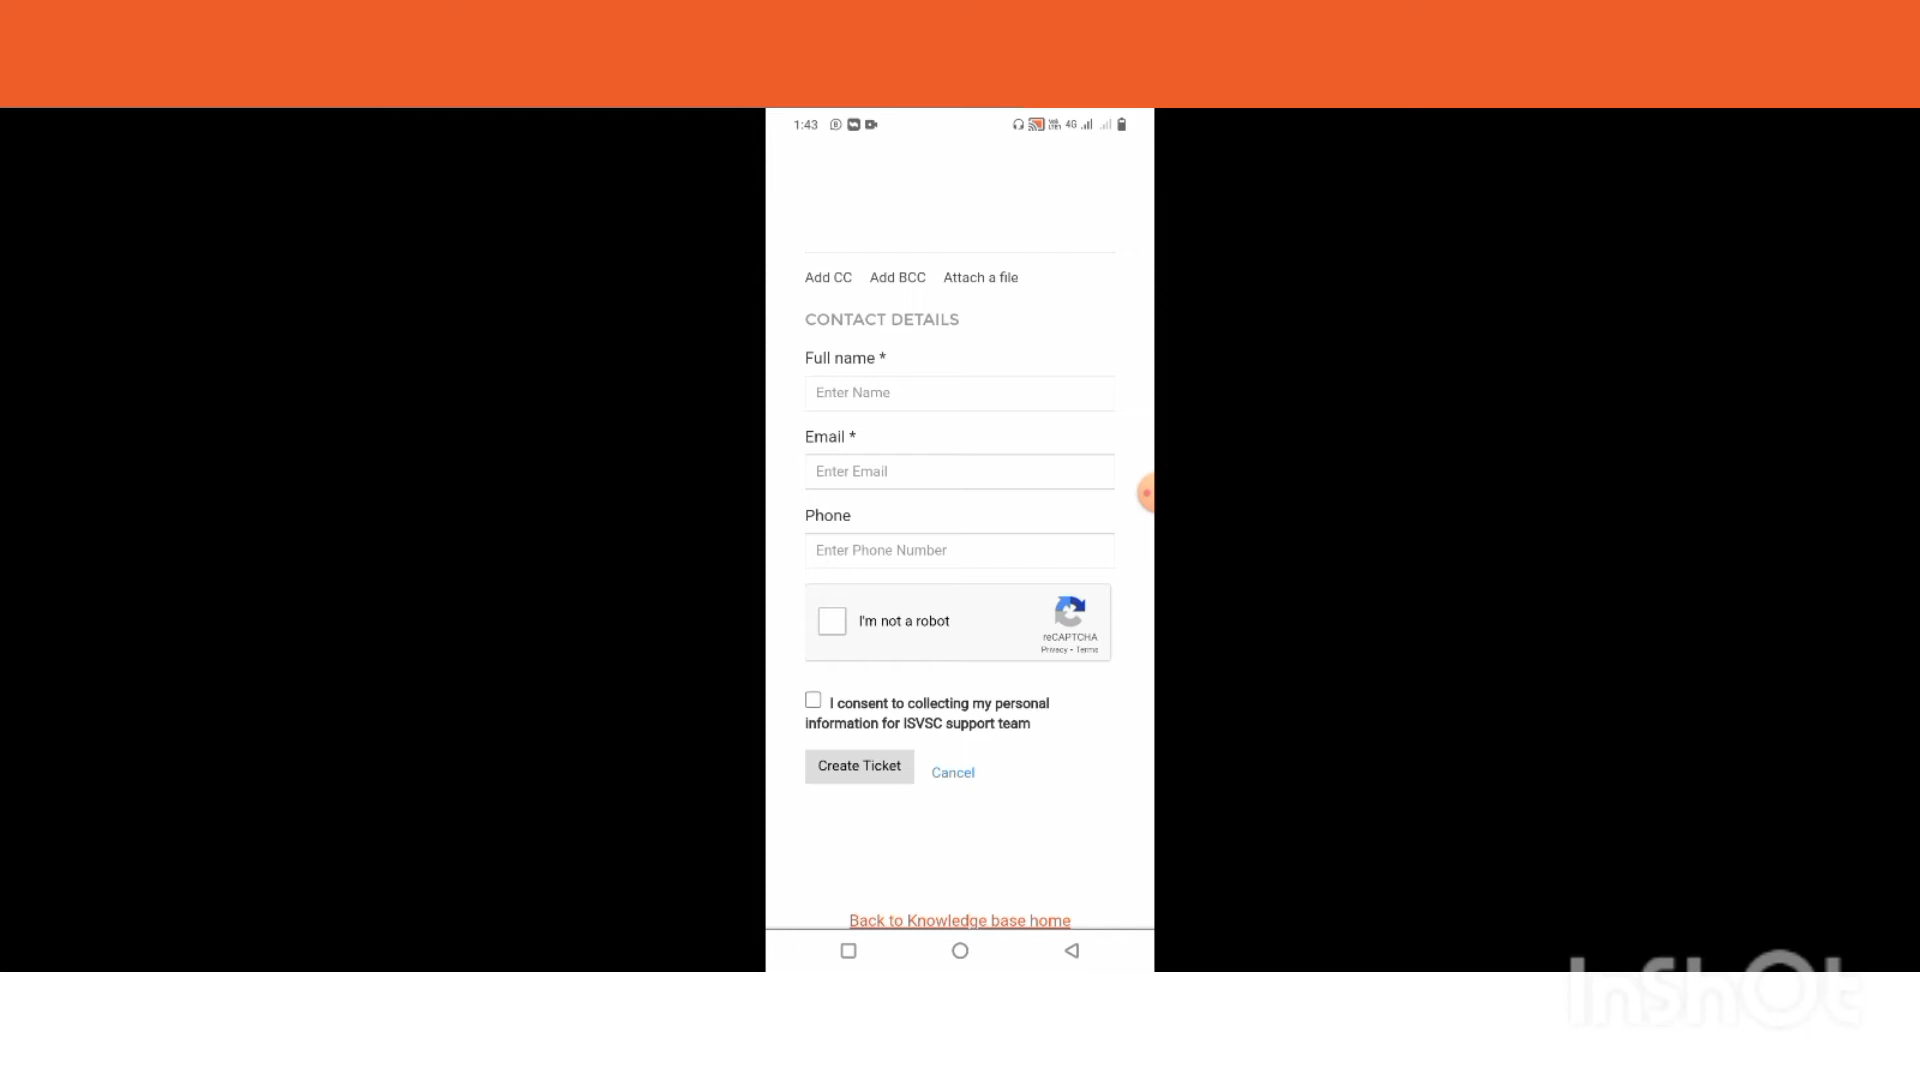 1:43
4G
Add CC Add BCC Attach a file
CONTACT DETAILS
Full name *
Enter Name
Email *
Enter Email
Phone
Enter Phone Number
I'm not a robot
reCAPTCHA
Privacy - Terms
I consent to collecting my personal
information for ISVSC support team
Create Ticket Cancel
Back to Knowledge base home
InShOt